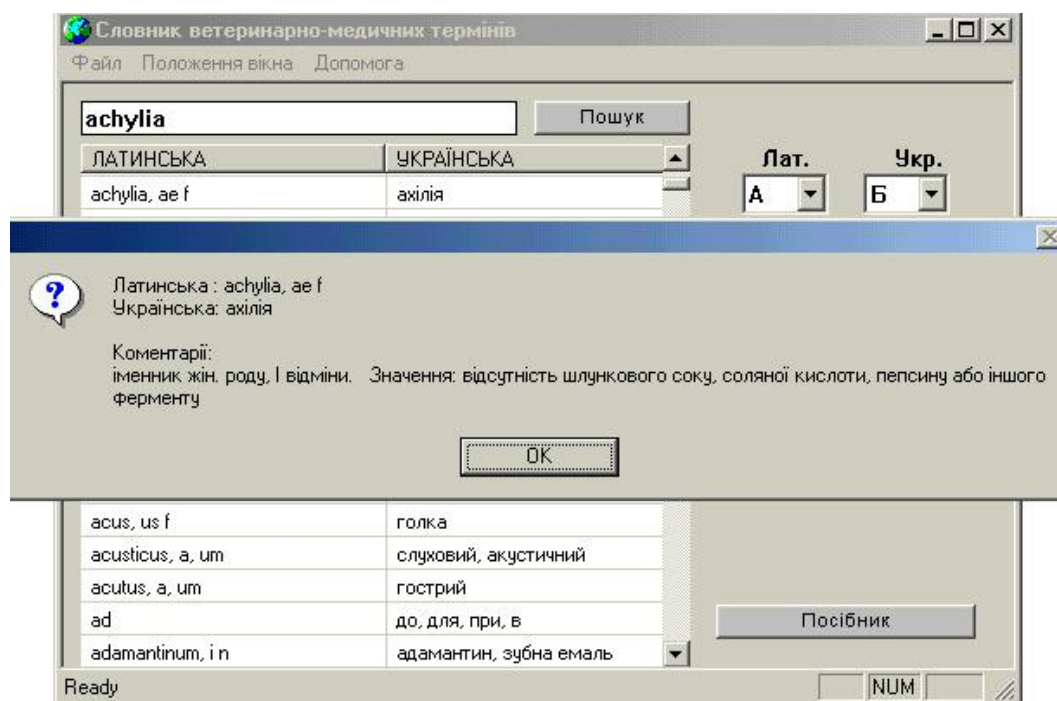 Словник ветеринарно-медичних термінів
Файл Положення вікна Допомога
achylia Пошук
ЛАТИНСЬКА УКРАЇНСЬКА Лат. Укр.
achylia, ae f ахілія А Б
Латинська : achylia, ae f
Українська: ахілія
Коментарії:
іменник жін. роду, І відміни. Значення: відсутність шлункового соку, соляної кислоти, пепсину або іншого
ферменту
OK
acus, us f голка
acusticus, a, um слуховий, акустичний
acutus, a, um гострий
ad до, для, при, в Посібник
adamantinum, i n адамантин, зубна емаль
Ready NUM